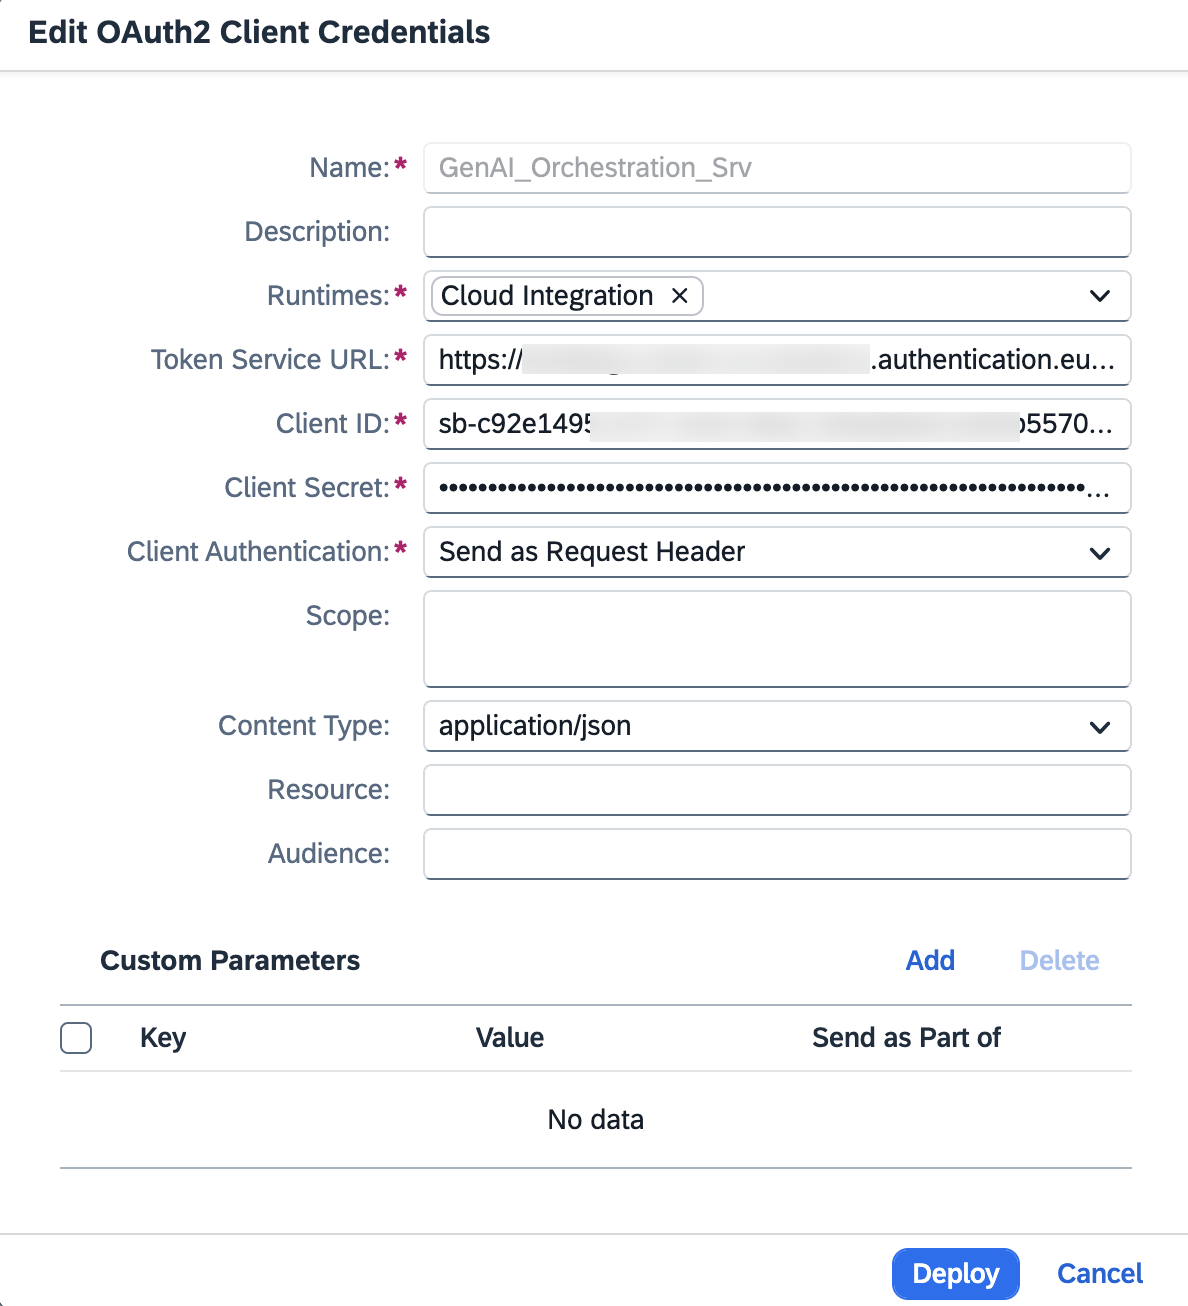 Edit OAuth2 Client Credentials
Name:* GenAI_Orchestration_Srv
Description:
Runtimes:* Cloud Integration ×
Token Service URL:* https:// .authentication.eu...
Client ID:* sb-c92e149 5570...
Client Secret:* ••••••••••••••••••••••••••••••••••••••••••••••••••••••••••••••••••...
Client Authentication:* Send as Request Header
Scope:
Content Type: application/json
Resource:
Audience:
Custom Parameters Add Delete
Key Value Send as Part of
No data
Deploy Cancel